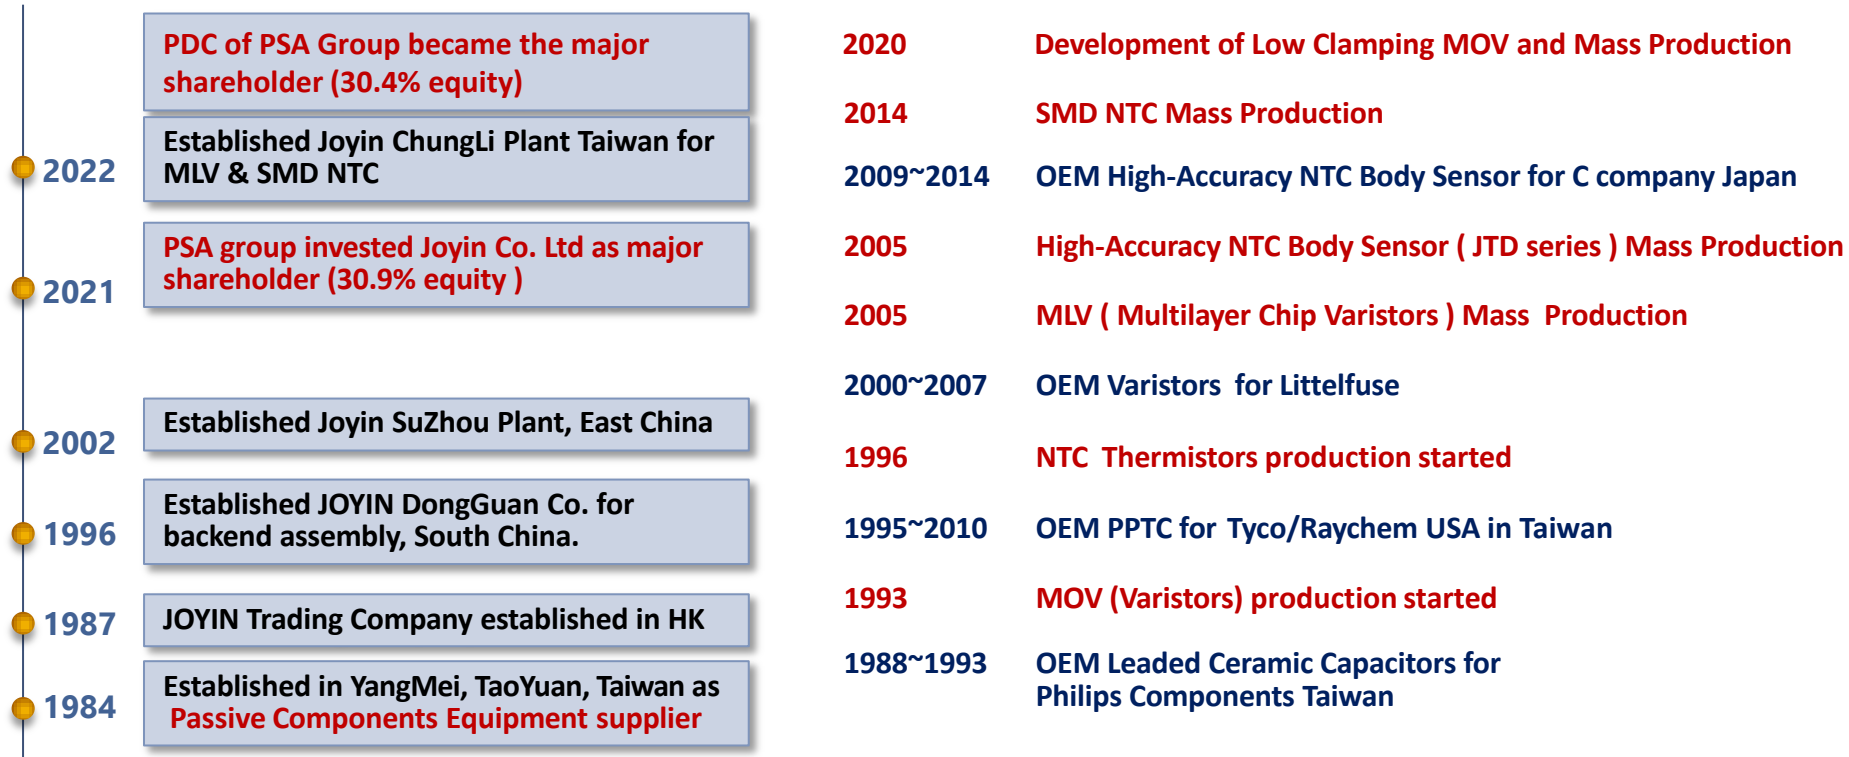 PDC of PSA Group became the major
shareholder (30.4% equity)
2022
Established Joyin ChungLi Plant Taiwan for
MLV & SMD NTC
2021
PSA group invested Joyin Co. Ltd as major
shareholder (30.9% equity )
2002
Established Joyin SuZhou Plant, East China
1996
Established JOYIN DongGuan Co. for
backend assembly, South China.
1987
JOYIN Trading Company established in HK
1984
Established in YangMei, TaoYuan, Taiwan as
Passive Components Equipment supplier
2020 Development of Low Clamping MOV and Mass Production
2014 SMD NTC Mass Production
2009~2014 OEM High-Accuracy NTC Body Sensor for C company Japan
2005 High-Accuracy NTC Body Sensor ( JTD series ) Mass Production
2005 MLV ( Multilayer Chip Varistors ) Mass Production
2000~2007 OEM Varistors for Littelfuse
1996 NTC Thermistors production started
1995~2010 OEM PPTC for Tyco/Raychem USA in Taiwan
1993 MOV (Varistors) production started
1988~1993 OEM Leaded Ceramic Capacitors for
Philips Components Taiwan